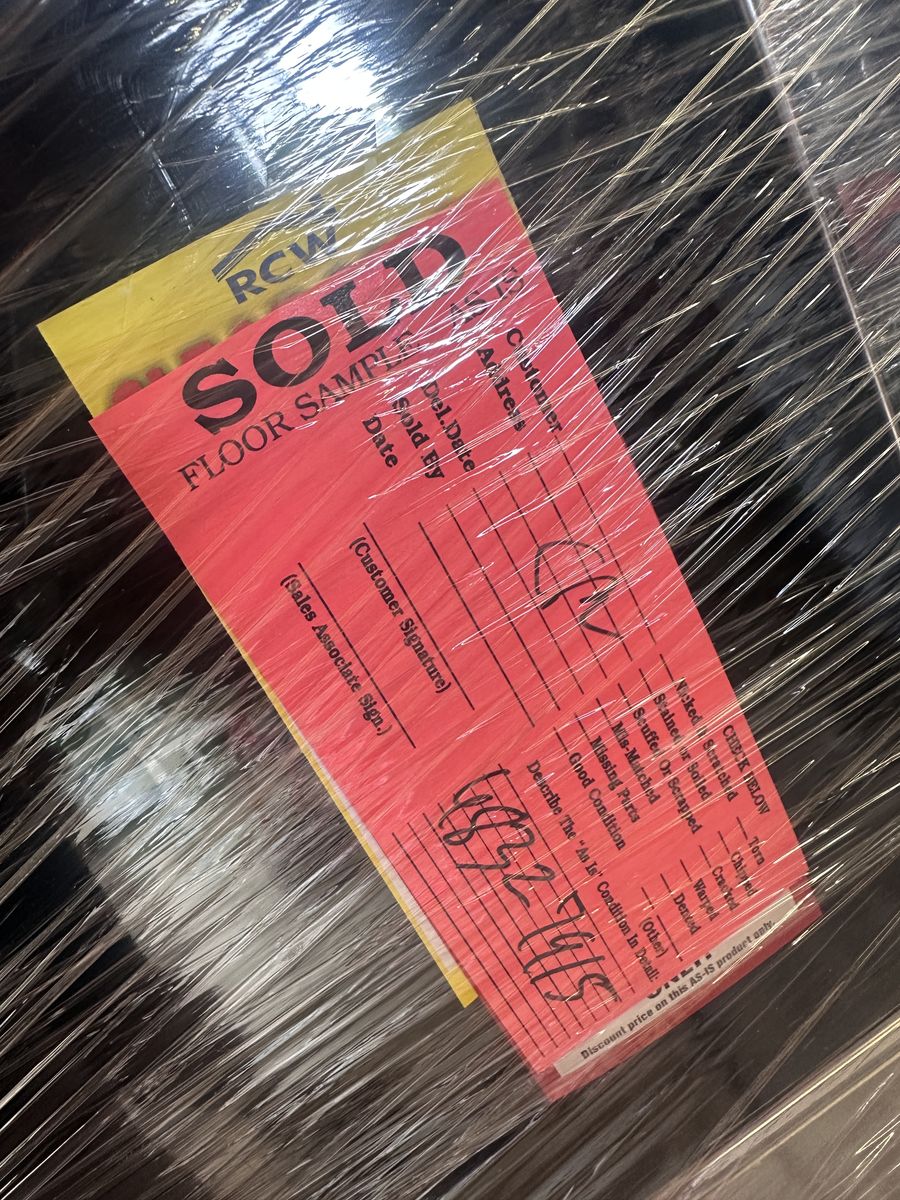 RCW
SOLD
FLOOR SAMPLE AS IS
Customer
Address
Del.Date
Sold By
Date
(Customer Signature)
(Sales Associate Sign.)
CHECK BELOW
Nicked or Scratched
Stained or Soiled
Scuffed Or Scraped
Mis-Matched
Missing Parts
Good Condition
Torn
Chipped
Cracked
Warped
Dented
(Other)
Describe The "As Is" Condition In Detail:
Discount price on this AS-IS product only.